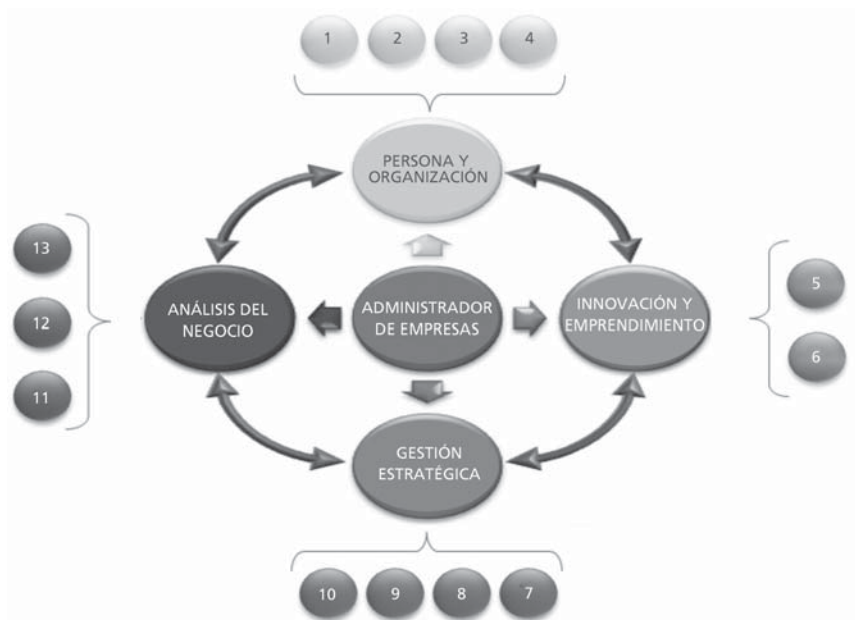 1 2 3 4
PERSONA Y
ORGANIZACIÓN
13
12
11
ANÁLISIS DEL
NEGOCIO
ADMINISTRADOR
DE EMPRESAS
INNOVACIÓN Y
EMPRENDIMIENTO
5
6
GESTIÓN
ESTRATÉGICA
10 9 8 7